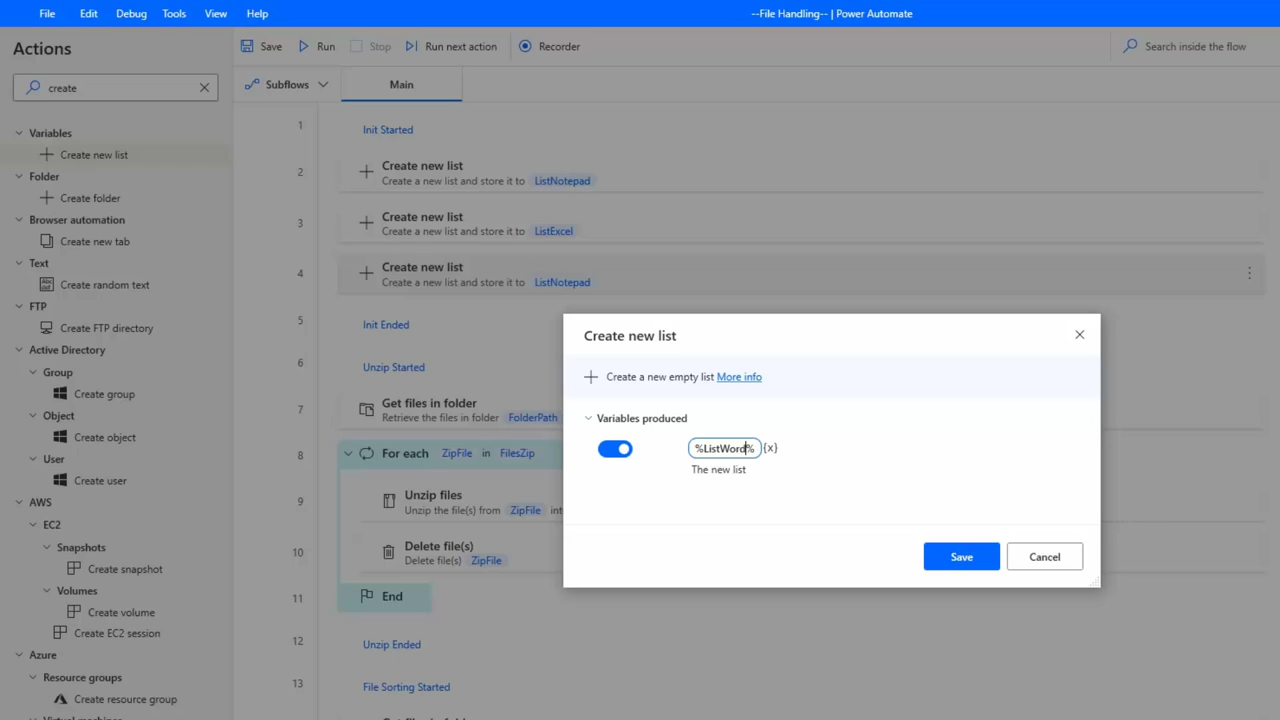 File Edit Debug Tools View Help --File Handling-- | Power Automate
Actions
Save Run Stop Run next action Recorder Search inside the flow
create
Subflows Main
Variables
Create new list
Folder
Create folder
Browser automation
Create new tab
Text
Create random text
FTP
Create FTP directory
Active Directory
Group
Create group
Object
Create object
User
Create user
AWS
EC2
Snapshots
Create snapshot
Volumes
Create volume
Create EC2 session
Azure
Resource groups
Create resource group
1 Init Started
2 Create new list
Create a new list and store it to ListNotepad
3 Create new list
Create a new list and store it to ListExcel
4 Create new list
Create a new list and store it to ListNotepad
5 Init Ended
6 Unzip Started
7 Get files in folder
Retrieve the files in folder FolderPath
8 For each ZipFile in FilesZip
9 Unzip files
Unzip the file(s) from ZipFile
10 Delete file(s)
Delete file(s) ZipFile
11 End
12 Unzip Ended
13 File Sorting Started
Create new list
Create a new empty list More info
Variables produced
%ListWord% {x}
The new list
Save Cancel